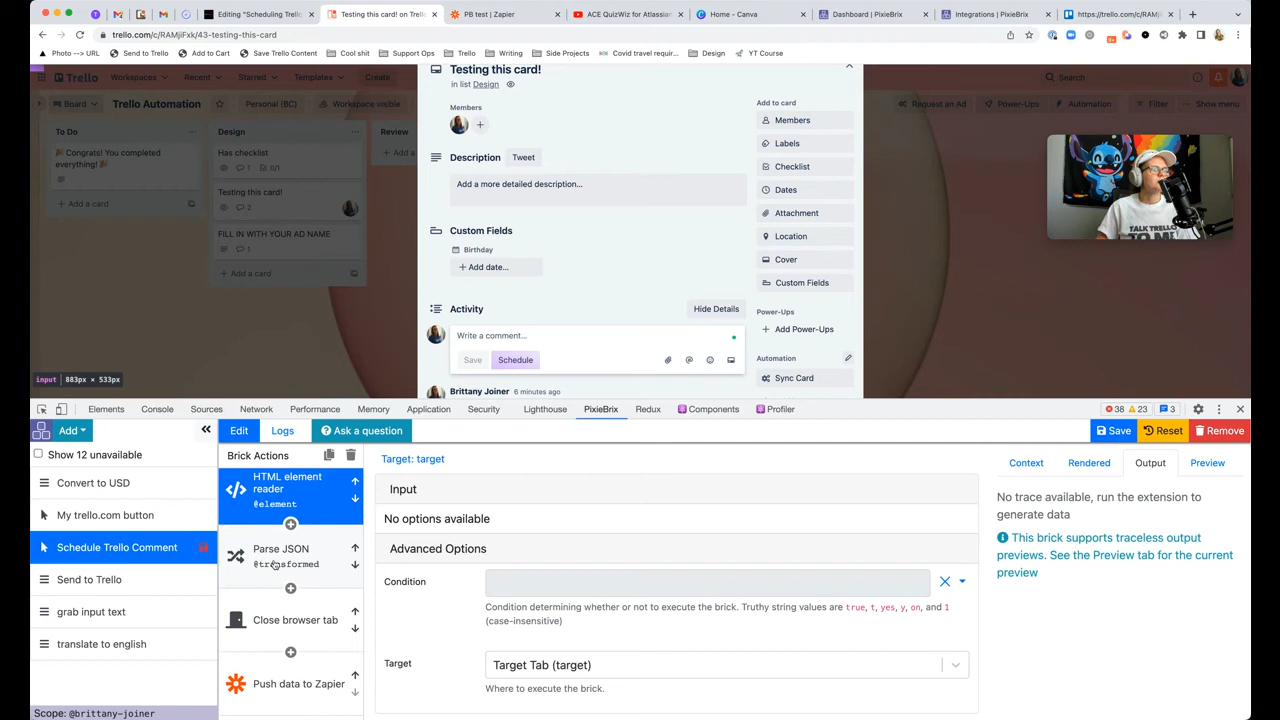 Editing "Scheduling Trello
Testing this card! on Trello
PB test | Zapier
ACE QuizWiz for Atlassian
Home – Canva
Dashboard | PixieBrix
Integrations | PixieBrix
https://trello.com/c/RAMjiF
trello.com/c/RAMjiFxk/43-testing-this-card
Photo --> URL
Send to Trello
Add to Cart
Save Trello Content
Cool shit
Support Ops
Trello
Writing
Side Projects
Covid travel requir...
Design
YT Course
Trello
Workspaces
Recent
Starred
Templates
Create
Search
Board
Trello Automation
Personal (BC)
Workspace visible
Request an Ad
Power-Ups
Automation
Filter
Show menu
To Do
🎉 Congrats! You completed
everything! 🎉
+ Add a card
Design
Has checklist
1
0/1
Testing this card!
2
FILL IN WITH YOUR AD NAME
1
+ Add a card
Review
+ Add a
Testing this card!
in list Design
Members
Description
Tweet
Add a more detailed description...
Custom Fields
Birthday
+ Add date...
Activity
Hide Details
Write a comment...
Save
Schedule
Brittany Joiner 6 minutes ago
Add to card
Members
Labels
Checklist
Dates
Attachment
Location
Cover
Custom Fields
Power-Ups
+ Add Power-Ups
Automation
Sync Card
TALK TRELLO
TO ME
input 883px × 533px
Elements
Console
Sources
Network
Performance
Memory
Application
Security
Lighthouse
PixieBrix
Redux
Components
Profiler
38
23
3
Add
Edit
Logs
Ask a question
Save
Reset
Remove
Show 12 unavailable
Convert to USD
My trello.com button
Schedule Trello Comment
Send to Trello
grab input text
translate to english
Scope: @brittany-joiner
Brick Actions
HTML element
reader
@element
Parse JSON
@transformed
Close browser tab
Push data to Zapier
Target: target
Input
No options available
Advanced Options
Condition
Condition determining whether or not to execute the brick. Truthy string values are true, t, yes, y, on, and 1
(case-insensitive)
Target
Target Tab (target)
Where to execute the brick.
Context
Rendered
Output
Preview
No trace available, run the extension to
generate data
This brick supports traceless output
previews. See the Preview tab for the current
preview